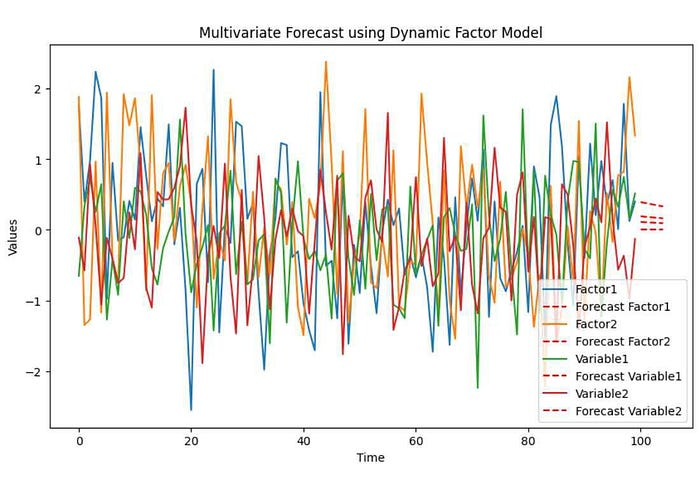 Multivariate Forecast using Dynamic Factor Model
Values
2
1
0
−1
−2
0
20
40
60
80
100
Time
Factor1
Forecast Factor1
Factor2
Forecast Factor2
Variable1
Forecast Variable1
Variable2
Forecast Variable2